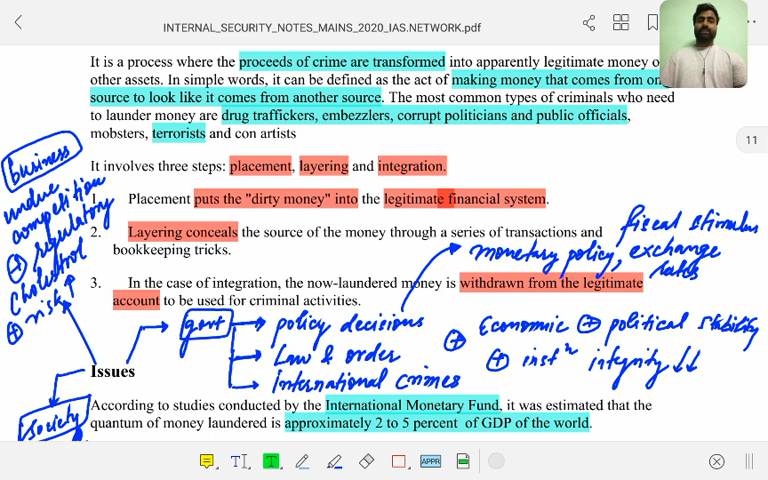 INTERNAL_SECURITY_NOTES_MAINS_2020_IAS.NETWORK.pdf
It is a process where the proceeds of crime are transformed into apparently legitimate money
other assets. In simple words, it can be defined as the act of making money that comes from
source to look like it comes from another source. The most common types of criminals who need
to launder money are drug traffickers, embezzlers, corrupt politicians and public officials,
mobsters, terrorists and con artists
11
It involves three steps: placement, layering and integration.
1. Placement puts the "dirty money" into the legitimate financial system.
2. Layering conceals the source of the money through a series of transactions and
bookkeeping tricks.
3. In the case of integration, the now-laundered money is withdrawn from the legitimate
account to be used for criminal activities.
business
undue
competition
regulatory
risk
fiscal stimulus
monetary policy, exchange
rates
govt
policy decisions
Law & order
international crimes
Economic + political stability
+ instn integrity
Issues
society
According to studies conducted by the International Monetary Fund, it was estimated that the
quantum of money laundered is approximately 2 to 5 percent of GDP of the world.
T
T
APPR